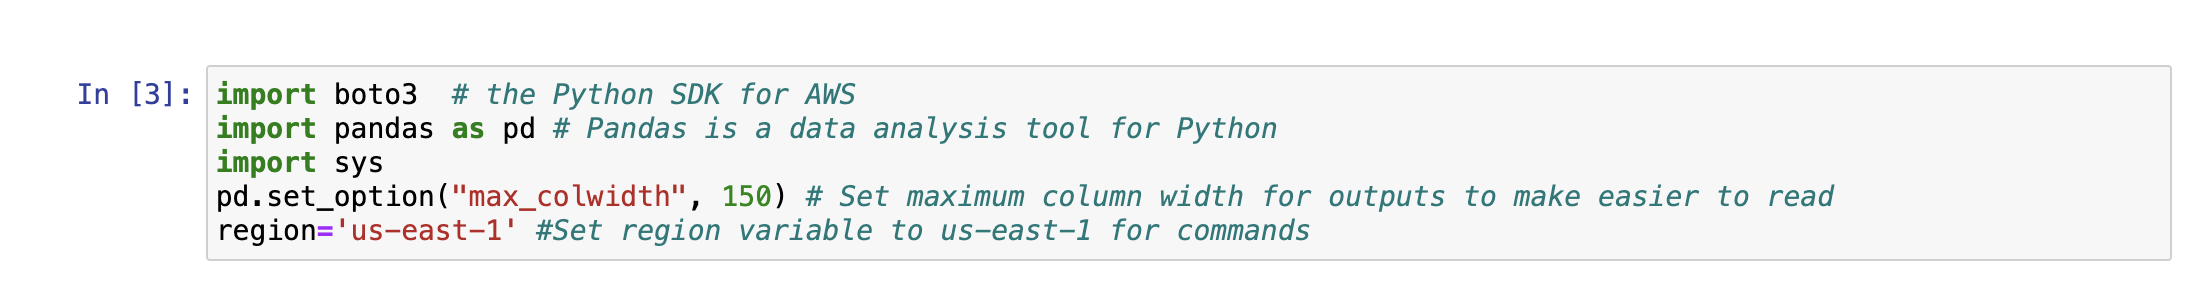 In [3]: import boto3  # the Python SDK for AWS
import pandas as pd # Pandas is a data analysis tool for Python
import sys
pd.set_option("max_colwidth", 150) # Set maximum column width for outputs to make easier to read
region='us-east-1' #Set region variable to us-east-1 for commands